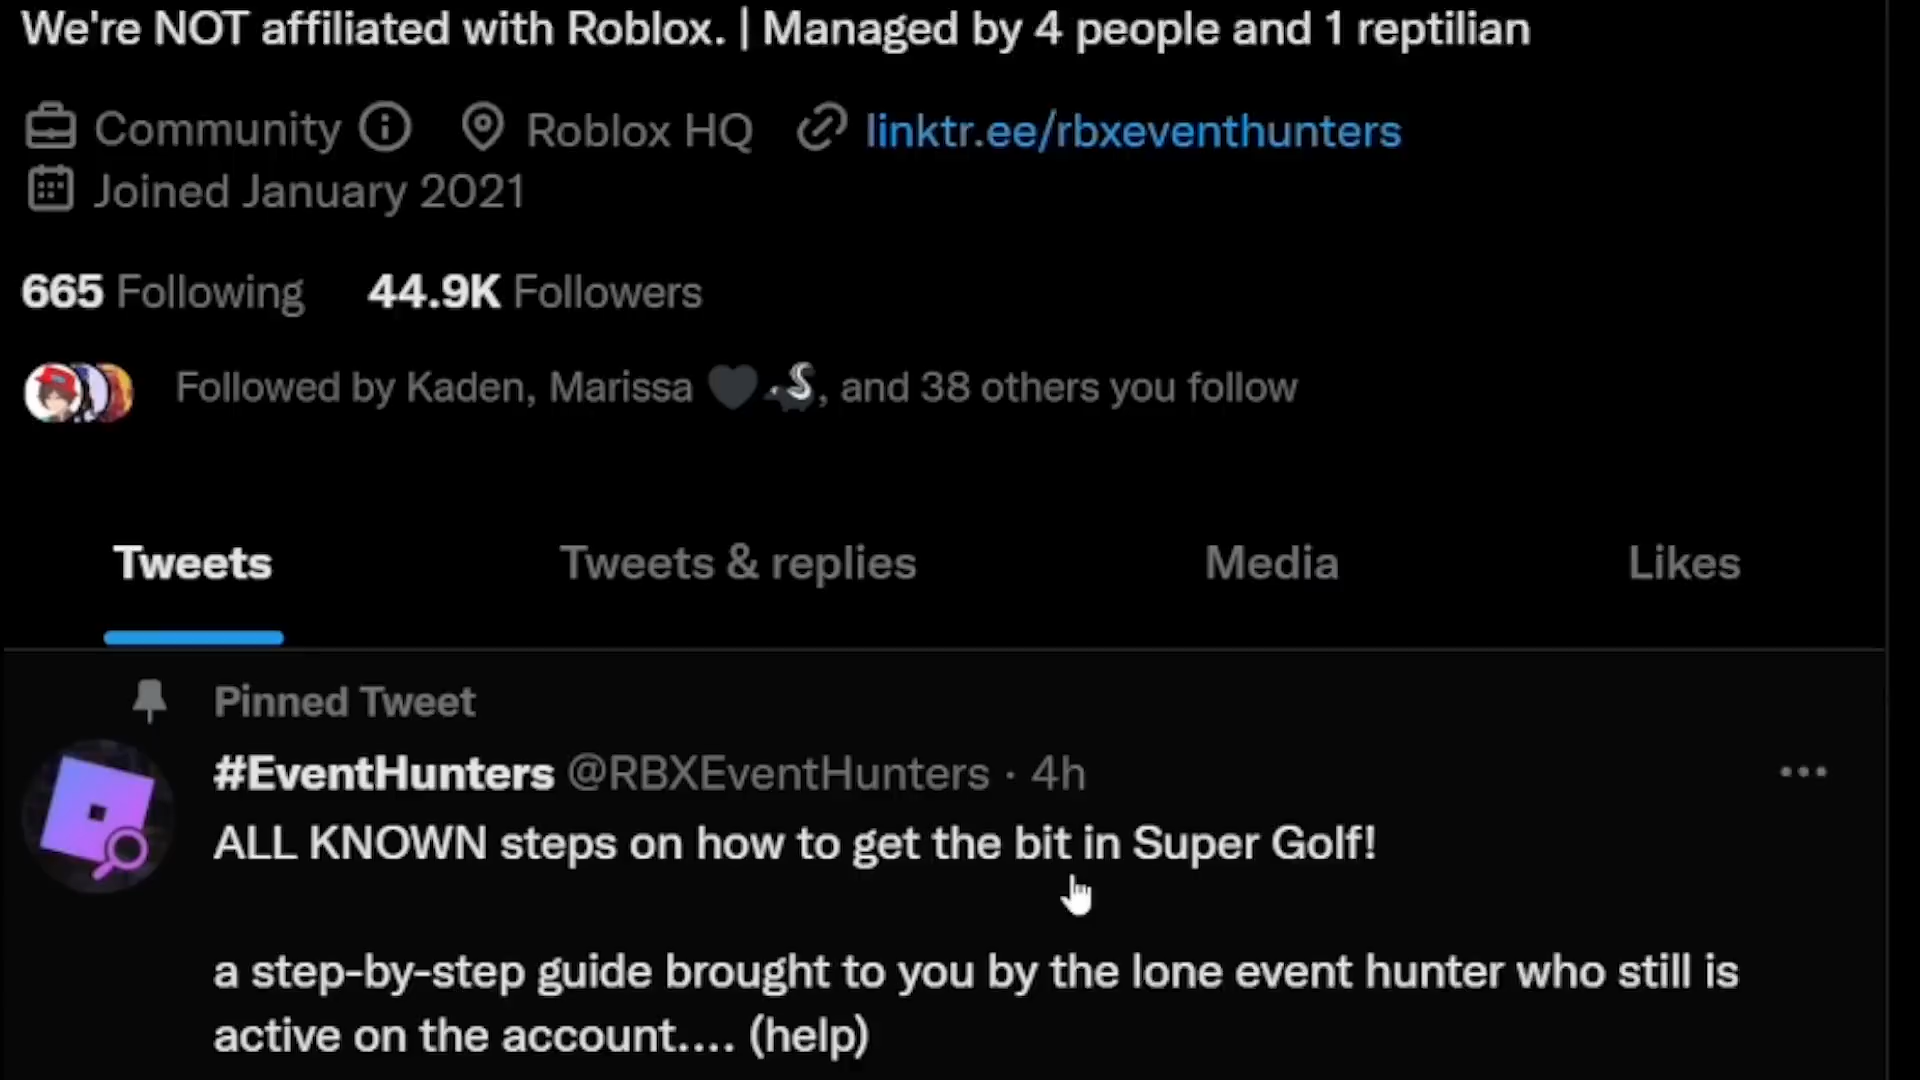 We're NOT affiliated with Roblox. | Managed by 4 people and 1 reptilian
Community Roblox HQ linktr.ee/rbxeventhunters
Joined January 2021
665 Following 44.9K Followers
Followed by Kaden, Marissa 🖤🦨, and 38 others you follow
Tweets Tweets & replies Media Likes
Pinned Tweet
#EventHunters @RBXEventHunters · 4h
ALL KNOWN steps on how to get the bit in Super Golf!
a step-by-step guide brought to you by the lone event hunter who still is
active on the account.... (help)